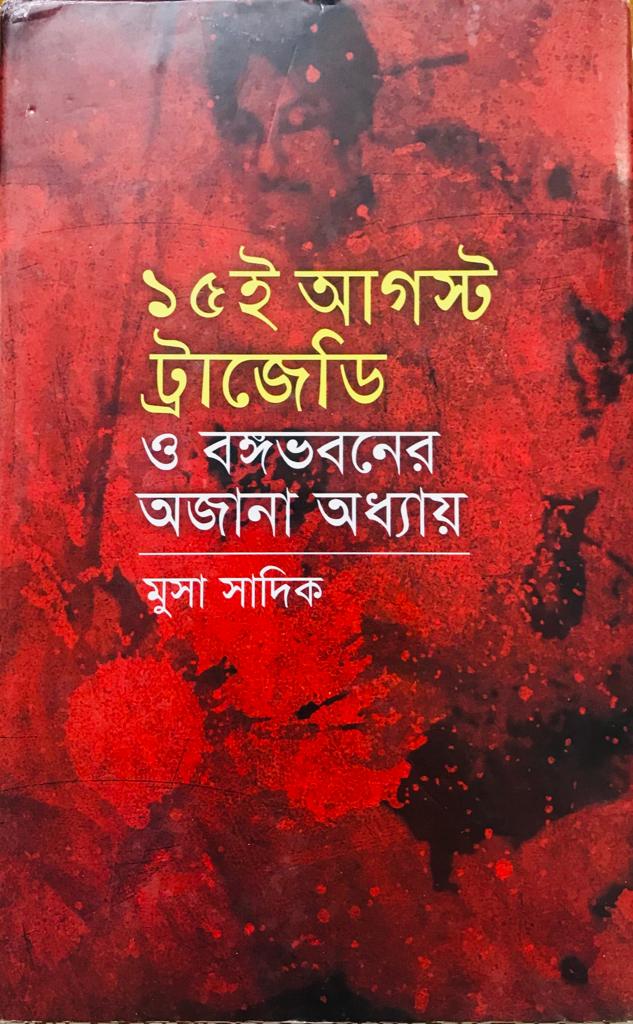 ১৫ই আগস্ট
ট্রাজেডি
ও বঙ্গভবনের
অজানা অধ্যায়
মুসা সাদিক